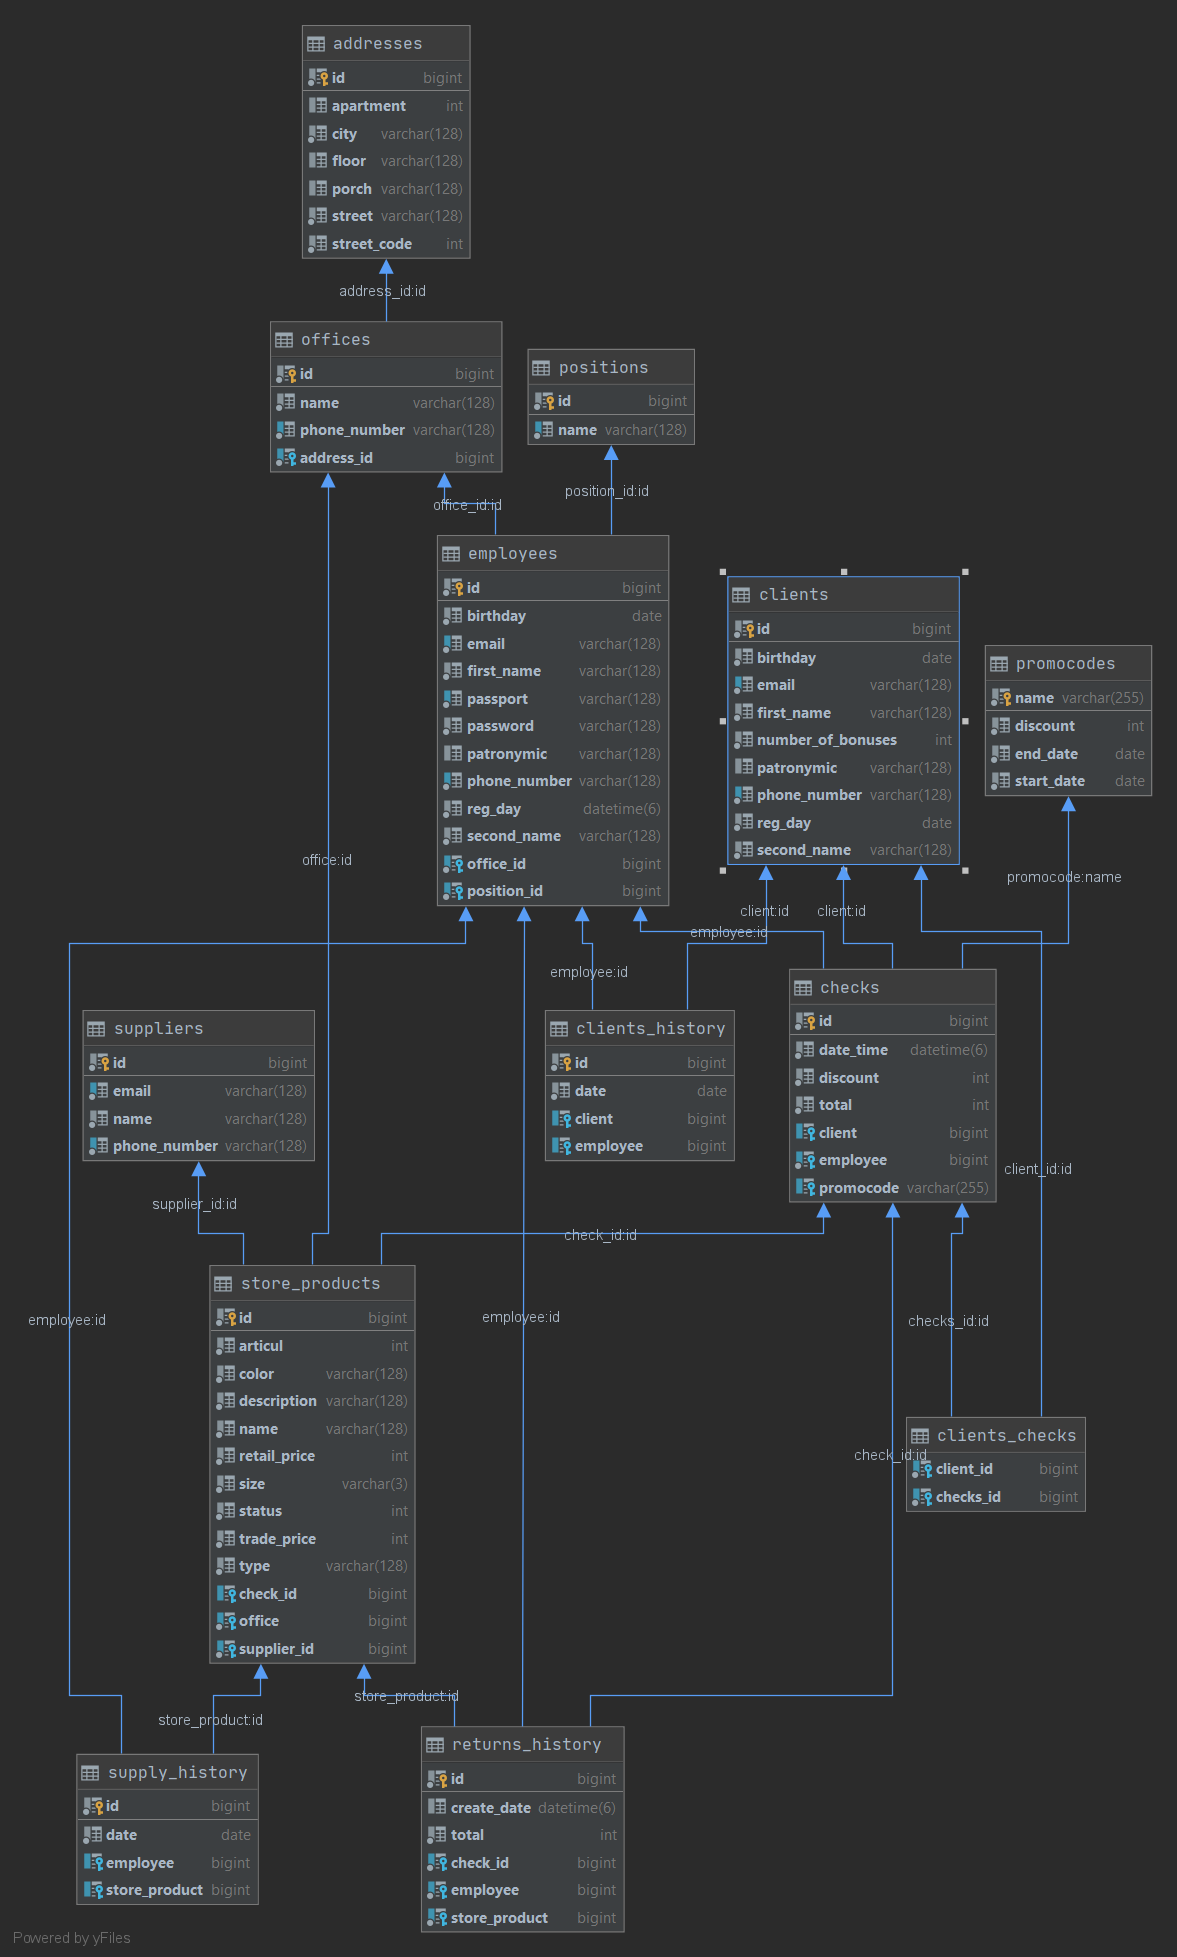 addresses
id bigint
apartment int
city varchar(128)
floor varchar(128)
porch varchar(128)
street varchar(128)
street_code int
address_id:id
offices
id bigint
name varchar(128)
phone_number varchar(128)
address_id bigint
positions
id bigint
name varchar(128)
office_id:id
position_id:id
employees
id bigint
birthday date
email varchar(128)
first_name varchar(128)
passport varchar(128)
password varchar(128)
patronymic varchar(128)
phone_number varchar(128)
reg_day datetime(6)
second_name varchar(128)
office_id bigint
position_id bigint
clients
id bigint
birthday date
email varchar(128)
first_name varchar(128)
number_of_bonuses int
patronymic varchar(128)
phone_number varchar(128)
reg_day date
second_name varchar(128)
promocodes
name varchar(255)
discount int
end_date date
start_date date
office:id
promocode:name
client:id
client:id
employee:id
employee:id
suppliers
id bigint
email varchar(128)
name varchar(128)
phone_number varchar(128)
clients_history
id bigint
date date
client bigint
employee bigint
checks
id bigint
date_time datetime(6)
discount int
total int
client bigint
employee bigint
promocode varchar(255)
client_id:id
supplier_id:id
check_id:id
store_products
id bigint
articul int
color varchar(128)
description varchar(128)
name varchar(128)
retail_price int
size varchar(3)
status int
trade_price int
type varchar(128)
check_id bigint
office bigint
supplier_id bigint
employee:id
employee:id
checks_id:id
check_id:id
clients_checks
client_id bigint
checks_id bigint
store_product:id
store_product:id
supply_history
id bigint
date date
employee bigint
store_product bigint
returns_history
id bigint
create_date datetime(6)
total int
check_id bigint
employee bigint
store_product bigint
Powered by yFiles